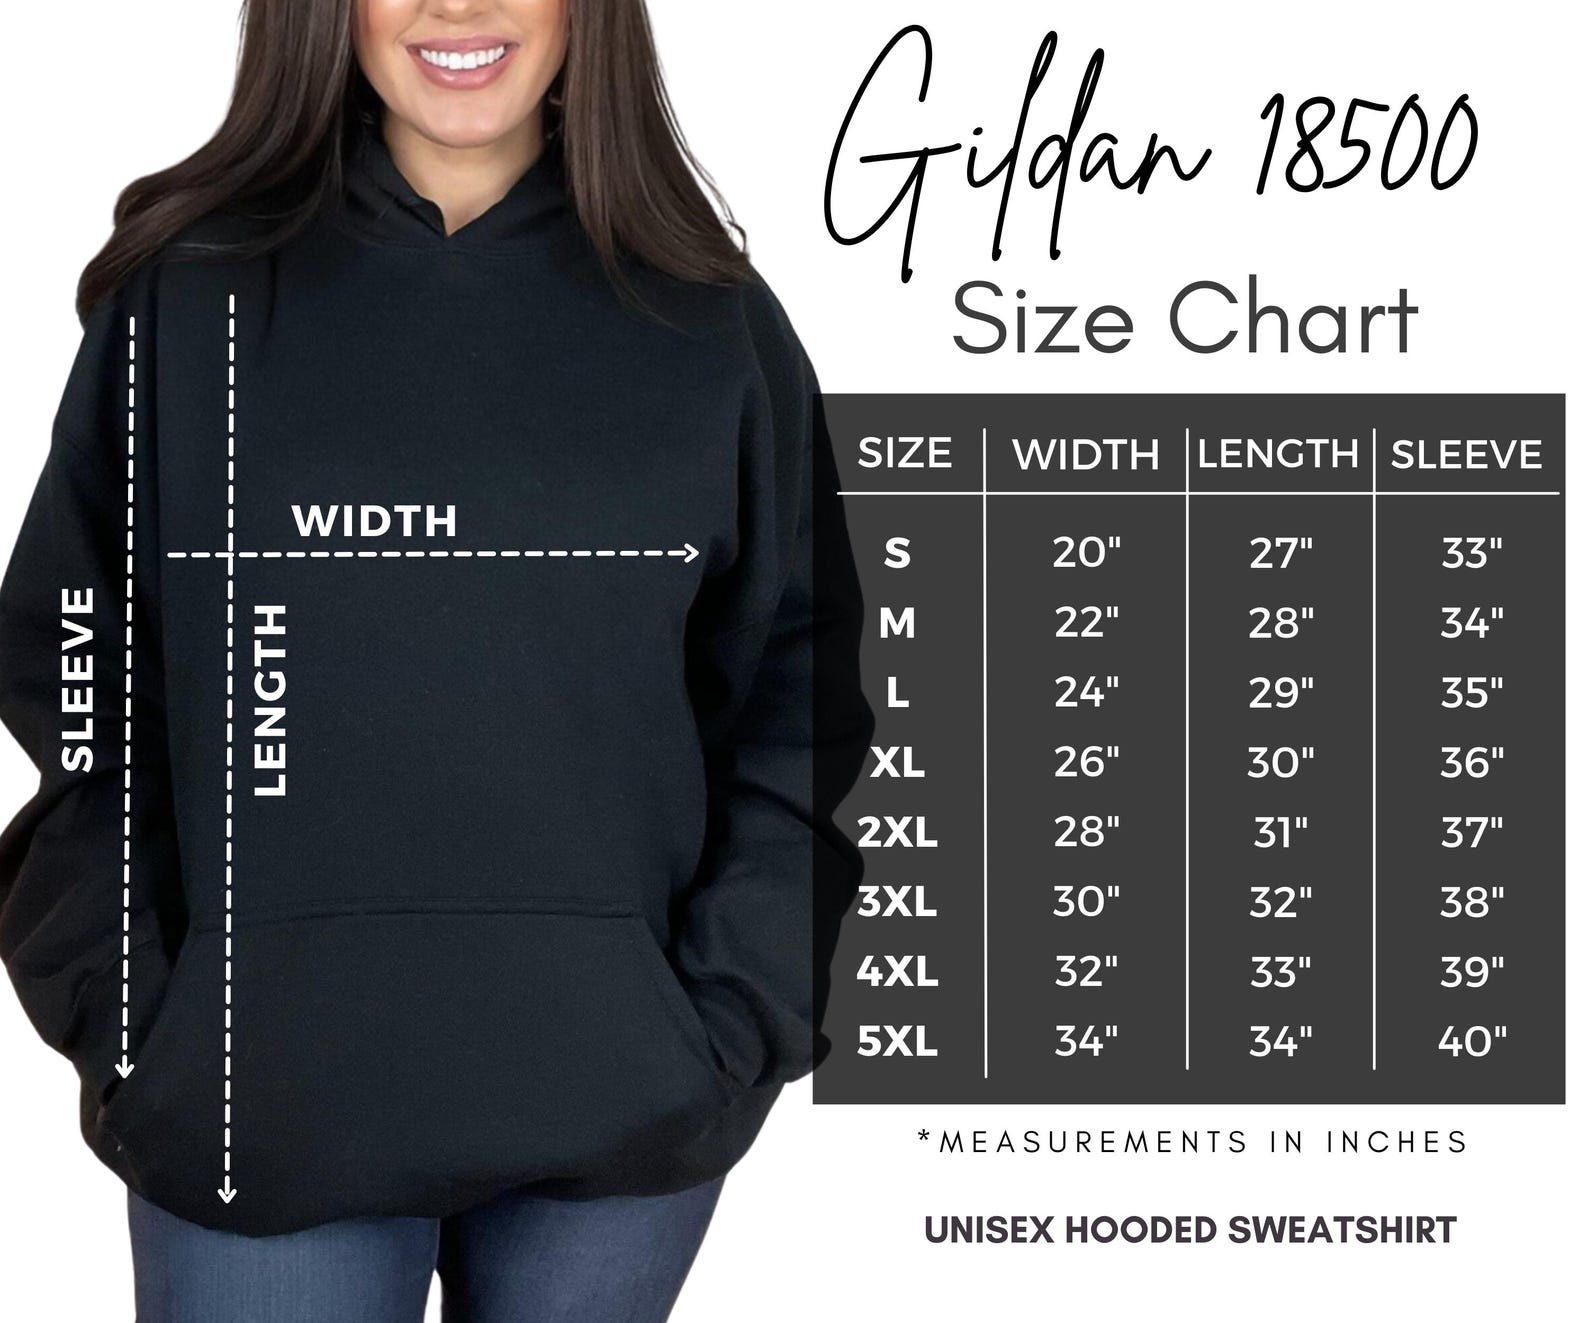 Gildan 18500
Size Chart
SIZE WIDTH LENGTH SLEEVE
S 20" 27" 33"
M 22" 28" 34"
L 24" 29" 35"
XL 26" 30" 36"
2XL 28" 31" 37"
3XL 30" 32" 38"
4XL 32" 33" 39"
5XL 34" 34" 40"
*MEASUREMENTS IN INCHES
UNISEX HOODED SWEATSHIRT
WIDTH
SLEEVE
LENGTH